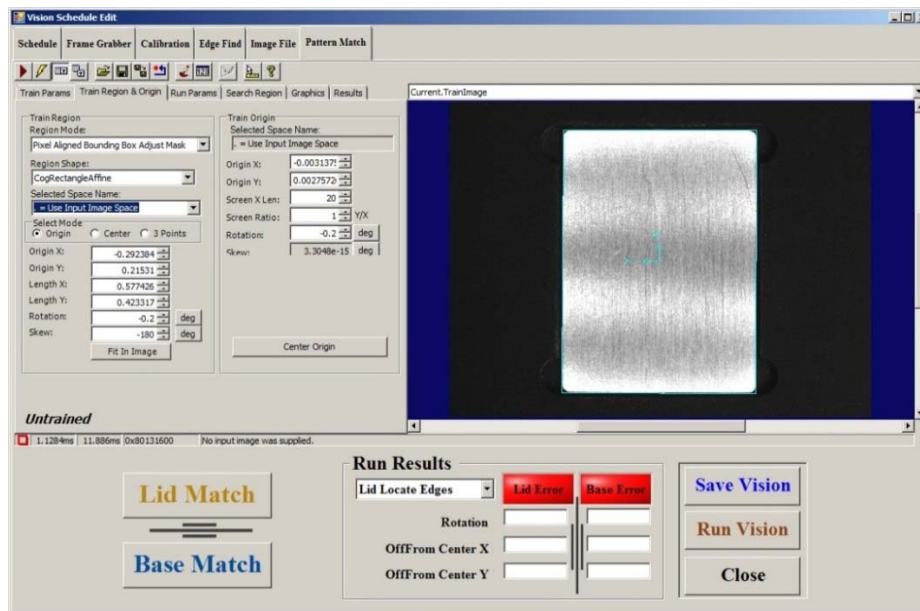 Vision Schedule Edit
Schedule Frame Grabber Calibration Edge Find Image File Pattern Match
Train Params Train Region & Origin Run Params Search Region Graphics Results
Current.TrainImage
Train Region
Region Mode:
Pixel Aligned Bounding Box Adjust Mask
Region Shape:
CogRectangleAffine
Selected Space Name:
. = Use Input Image Space
Select Mode
Origin Center 3 Points
Origin X: -0.292384
Origin Y: 0.21531
Length X: 0.577426
Length Y: 0.423317
Rotation: -0.2 deg
Skew: -180 deg
Fit In Image
Train Origin
Selected Space Name:
. = Use Input Image Space
Origin X: -0.003137
Origin Y: 0.0027572
Screen X Len: 20
Screen Ratio: 1 Y/X
Rotation: -0.2 deg
Skew: 3.3048e-15 deg
Center Origin
Untrained
1.1284ms 11.886ms 0x80131600 No input image was supplied.
Lid Match
Base Match
Run Results
Lid Locate Edges Lid Error Base Error
Rotation
OffFrom Center X
OffFrom Center Y
Save Vision
Run Vision
Close